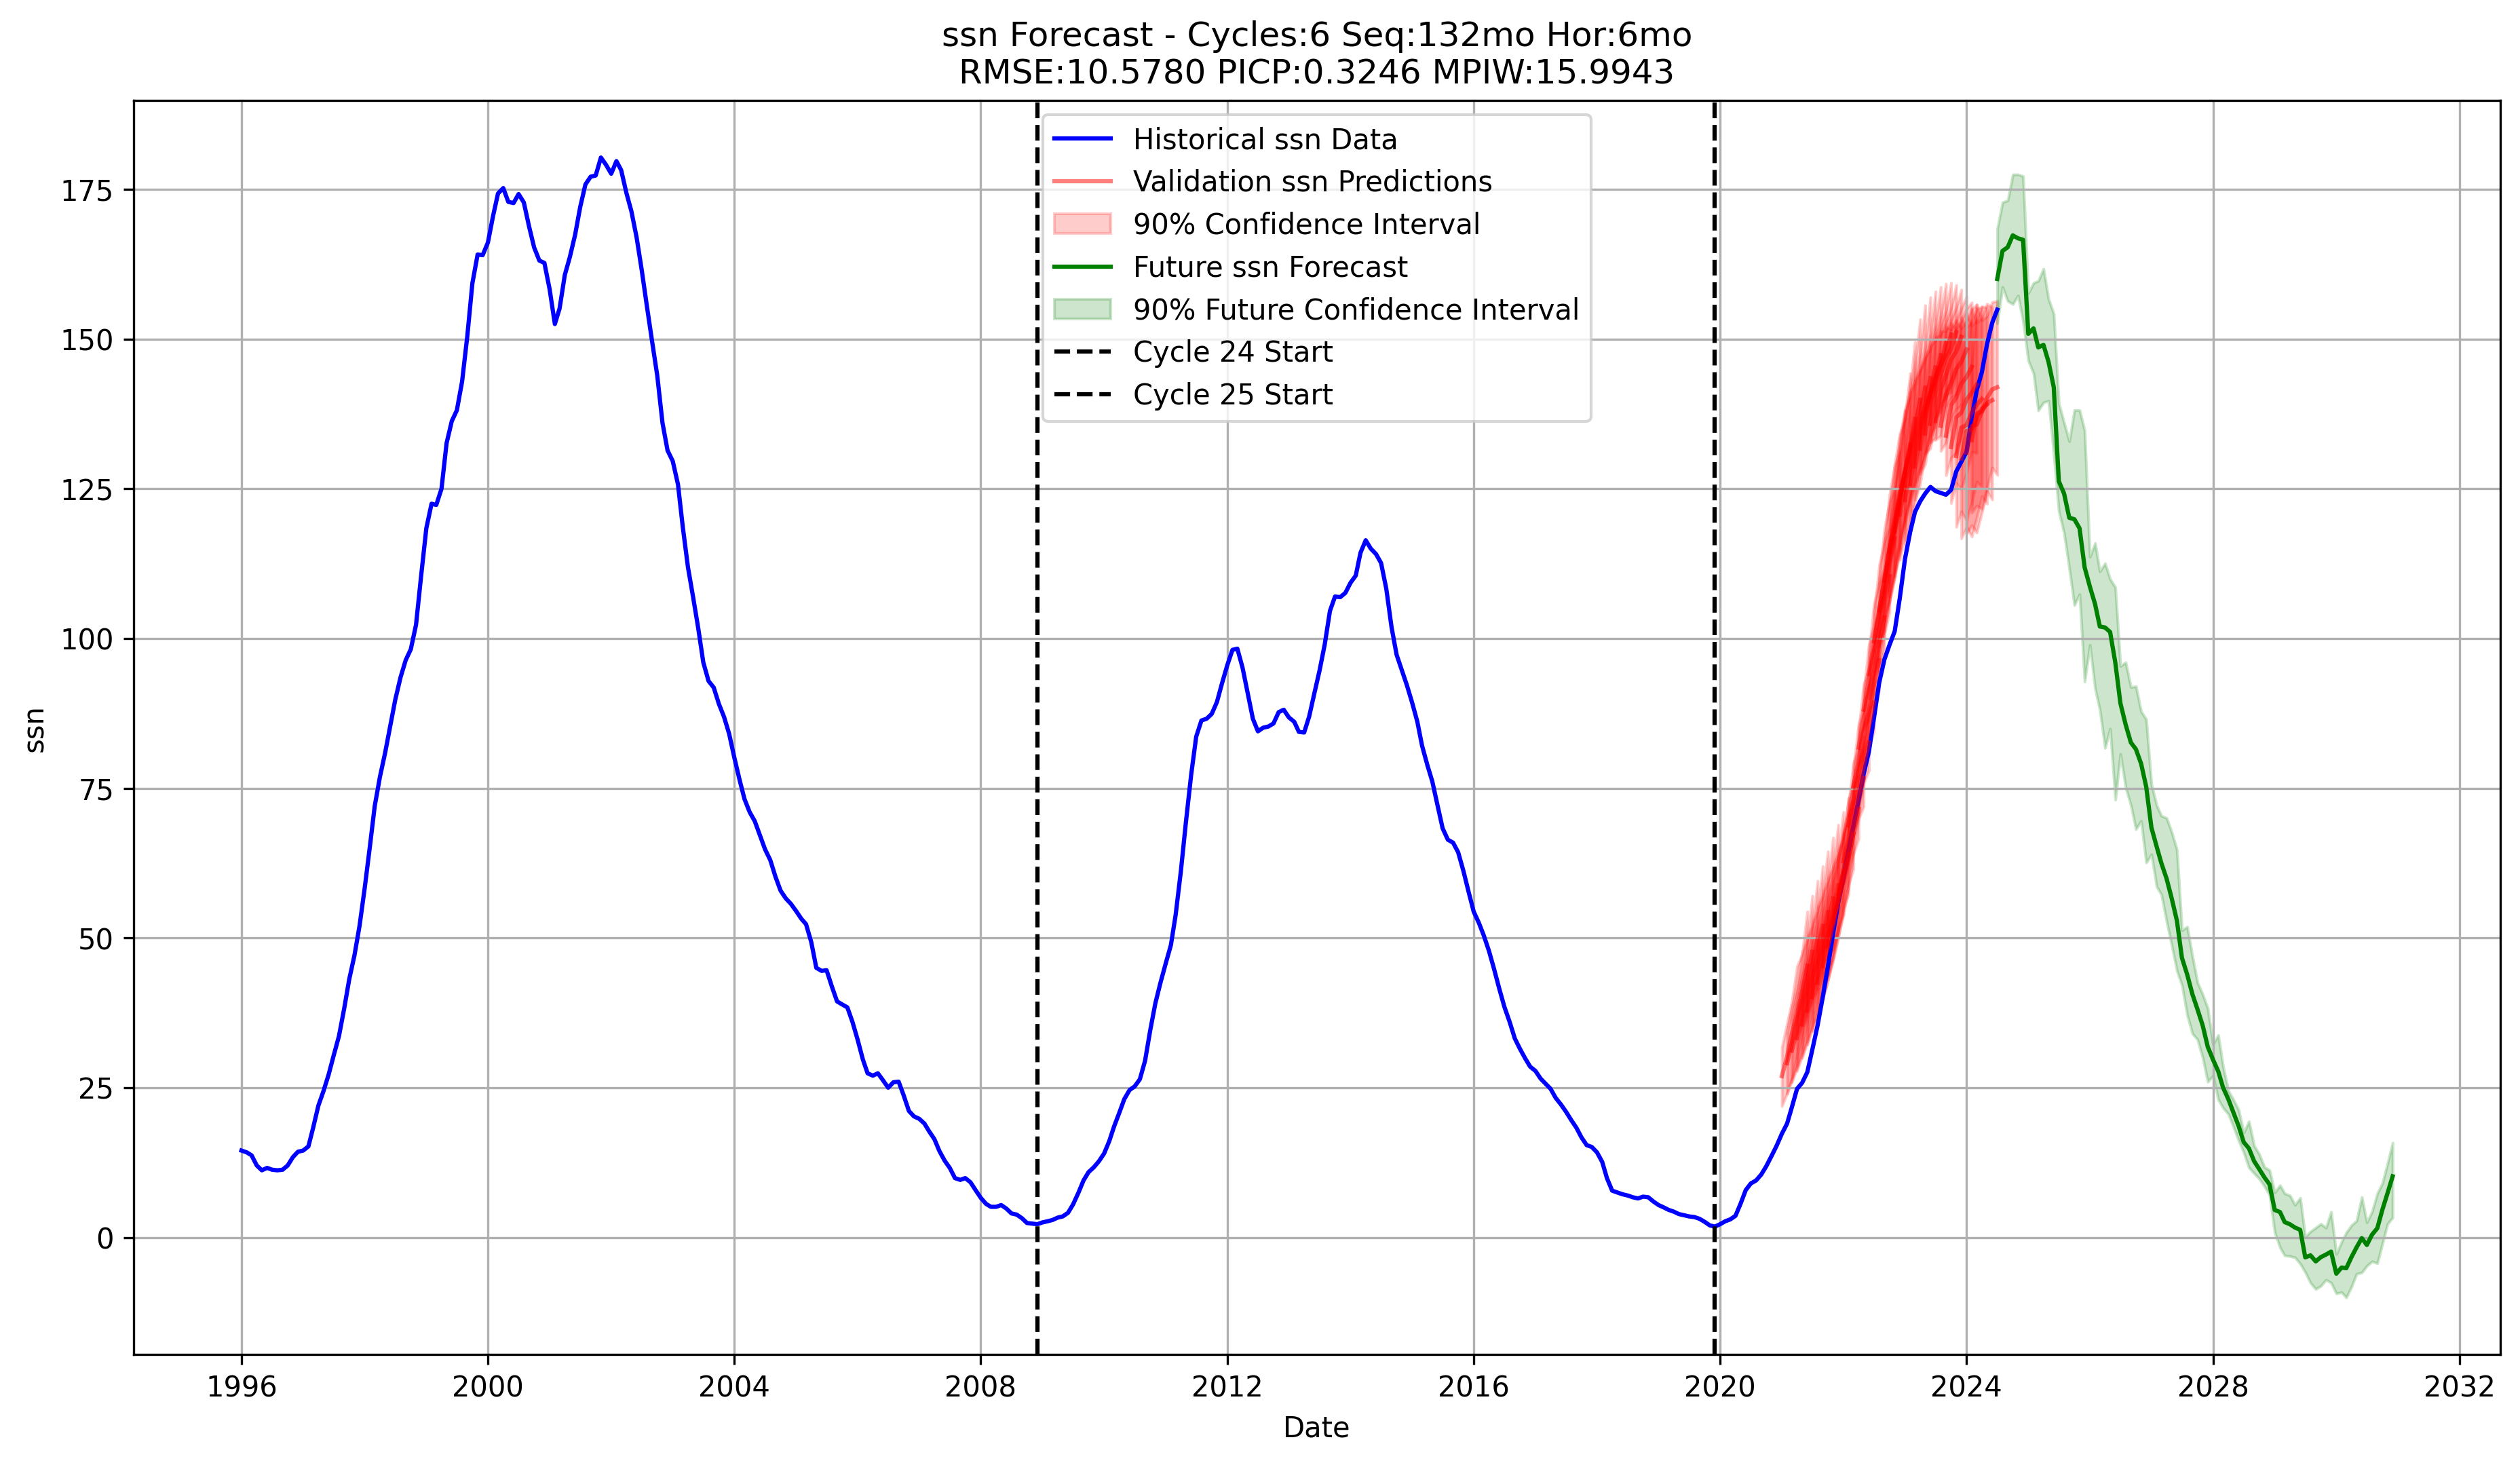 ssn Forecast - Cycles:6 Seq:132mo Hor:6mo
RMSE:10.5780 PICP:0.3246 MPIW:15.9943
Historical ssn Data
Validation ssn Predictions
90% Confidence Interval
Future ssn Forecast
90% Future Confidence Interval
Cycle 24 Start
Cycle 25 Start
175
150
125
100
75
50
25
0
ssn
1996 2000 2004 2008 2012 2016 2020 2024 2028 2032
Date